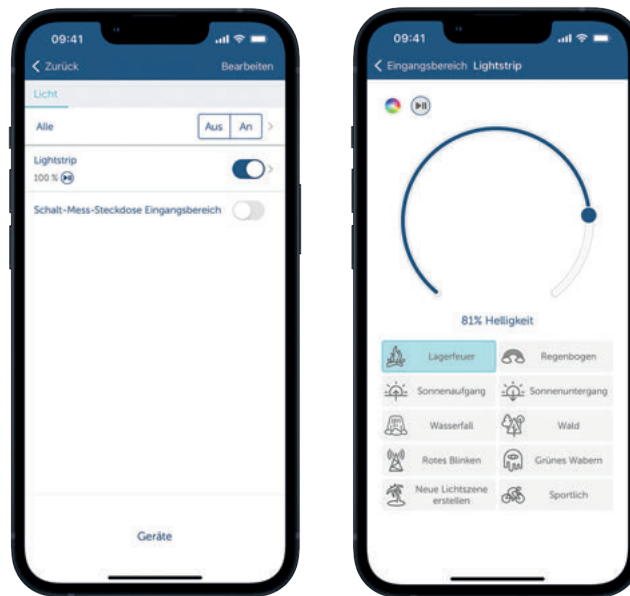 09:41
Zurück
Bearbeiten
Licht
Alle
Aus
An
Lightstrip
100 %
Schalt-Mess-Steckdose Eingangsbereich
Geräte
09:41
Eingangsbereich Lightstrip
81% Helligkeit
Lagerfeuer
Regenbogen
Sonnenaufgang
Sonnenuntergang
Wasserfall
Wald
Rotes Blinken
Grünes Wabern
Neue Lichtszene
erstellen
Sportlich